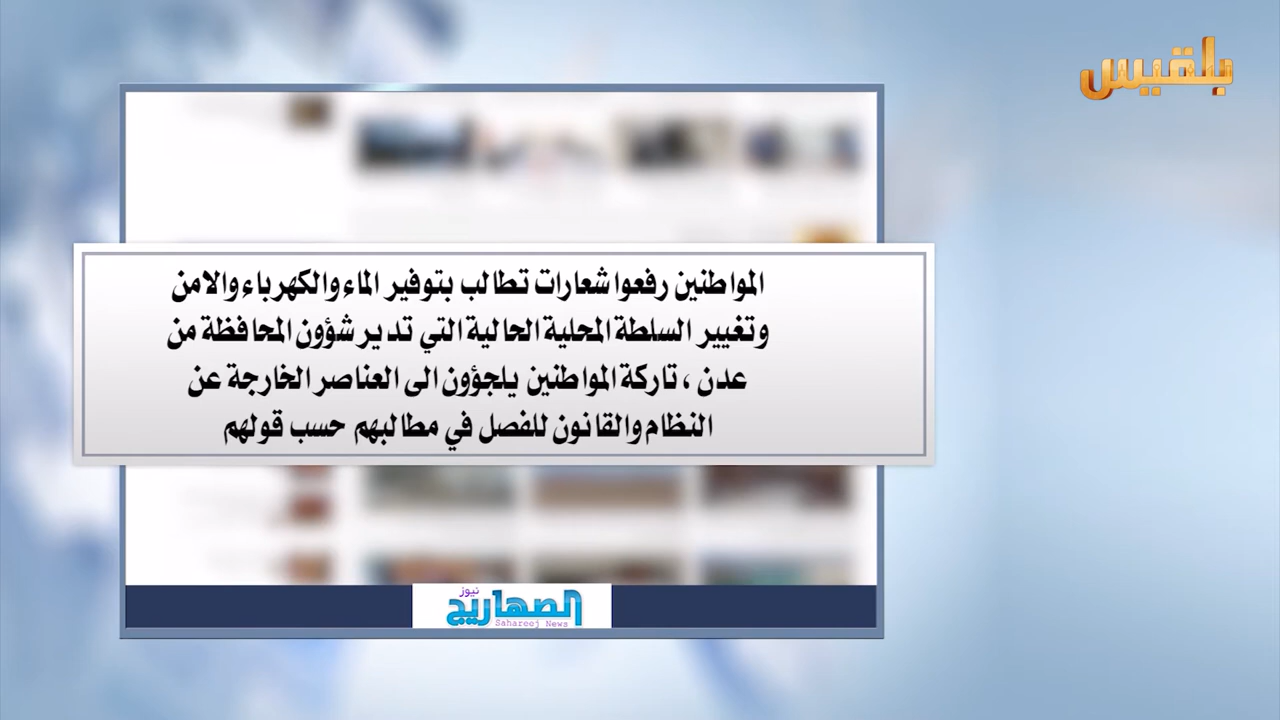 بلقيس
المواطنين رفعوا شعارات تطالب بتوفير الماء والكهرباء والامن
وتغيير السلطة المحلية الحالية التي تدير شؤون المحافظة من
عدن ، تاركة المواطنين يلجؤون الى العناصر الخارجة عن
النظام والقانون للفصل في مطالبهم حسب قولهم
نيوز
الصهاريج
Sahareej News